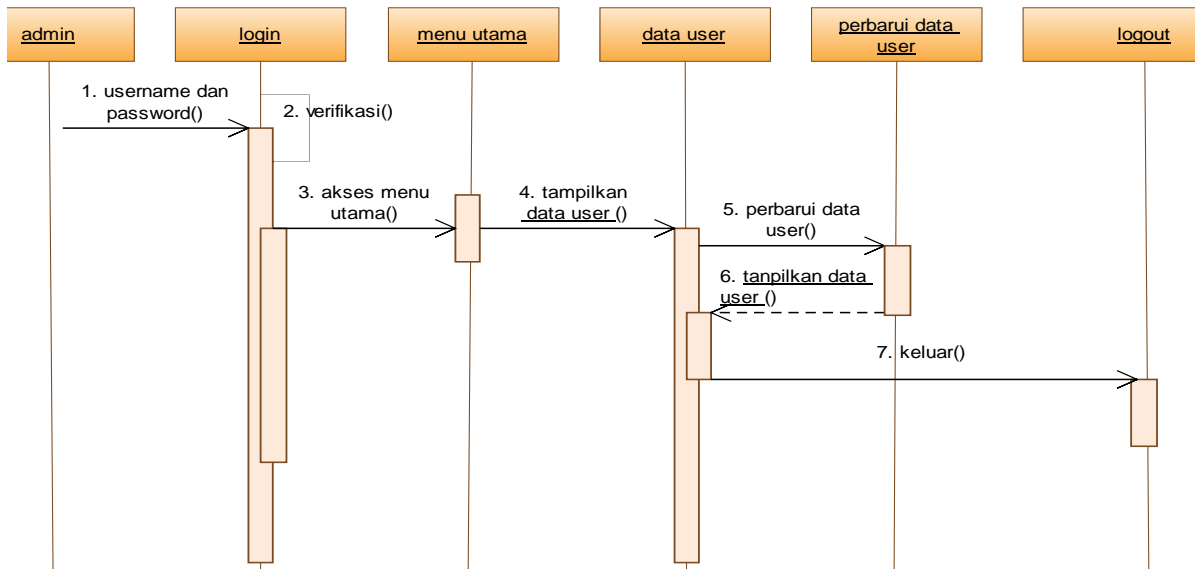 admin
login
menu utama
data user
perbarui data
user
logout
1. username dan
password()
2. verifikasi()
3. akses menu
utama()
4. tampilkan
data user ()
5. perbarui data
user()
6. tanpilkan data
user ()
7. keluar()